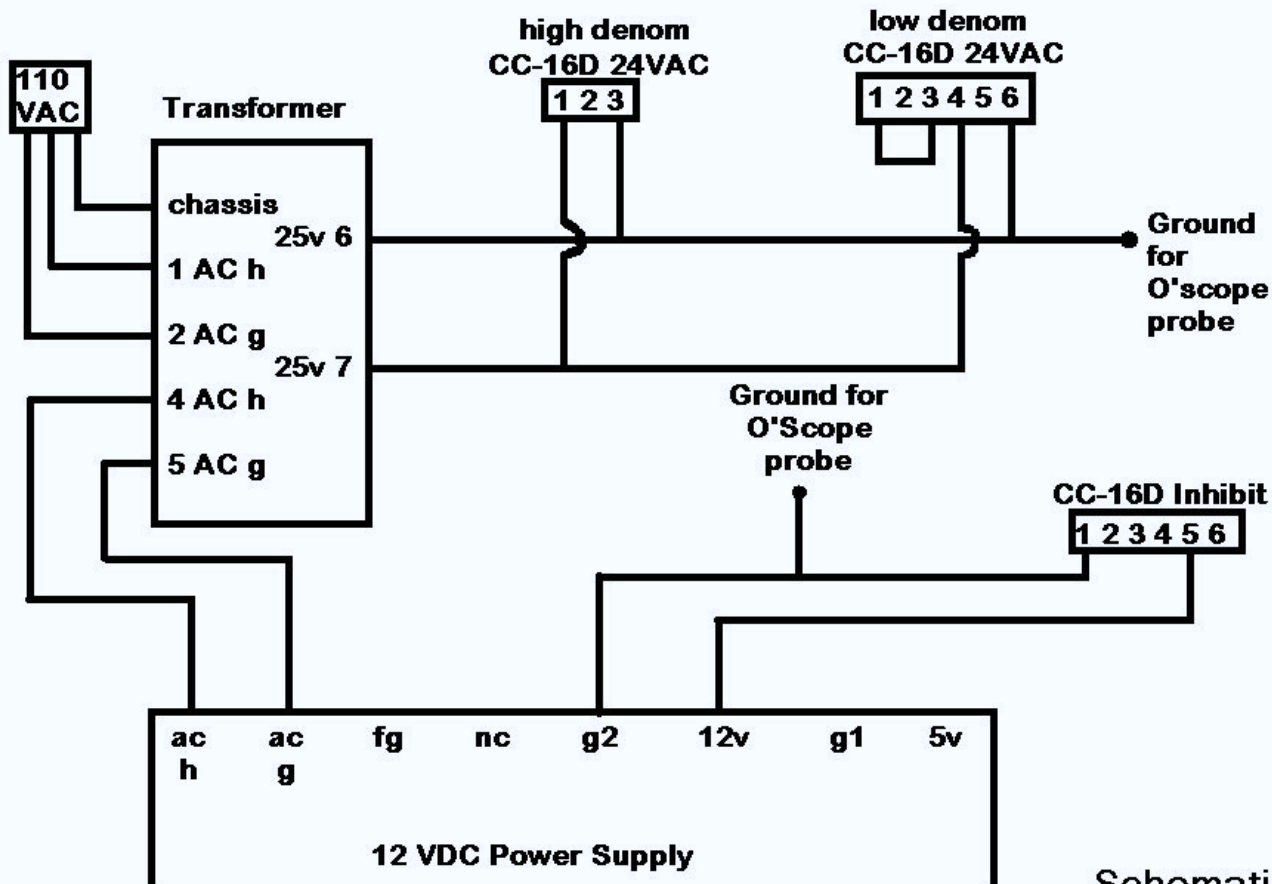 high denom
CC-16D 24VAC
1 2 3
low denom
CC-16D 24VAC
1 2 3 4 5 6
110
VAC
Transformer
chassis
25v 6
1 AC h
2 AC g
25v 7
4 AC h
5 AC g
Ground
for
O'scope
probe
Ground for
O'Scope
probe
CC-16D Inhibit
1 2 3 4 5 6
ac
h
ac
g
fg
nc
g2
12v
g1
5v
12 VDC Power Supply
Schemati